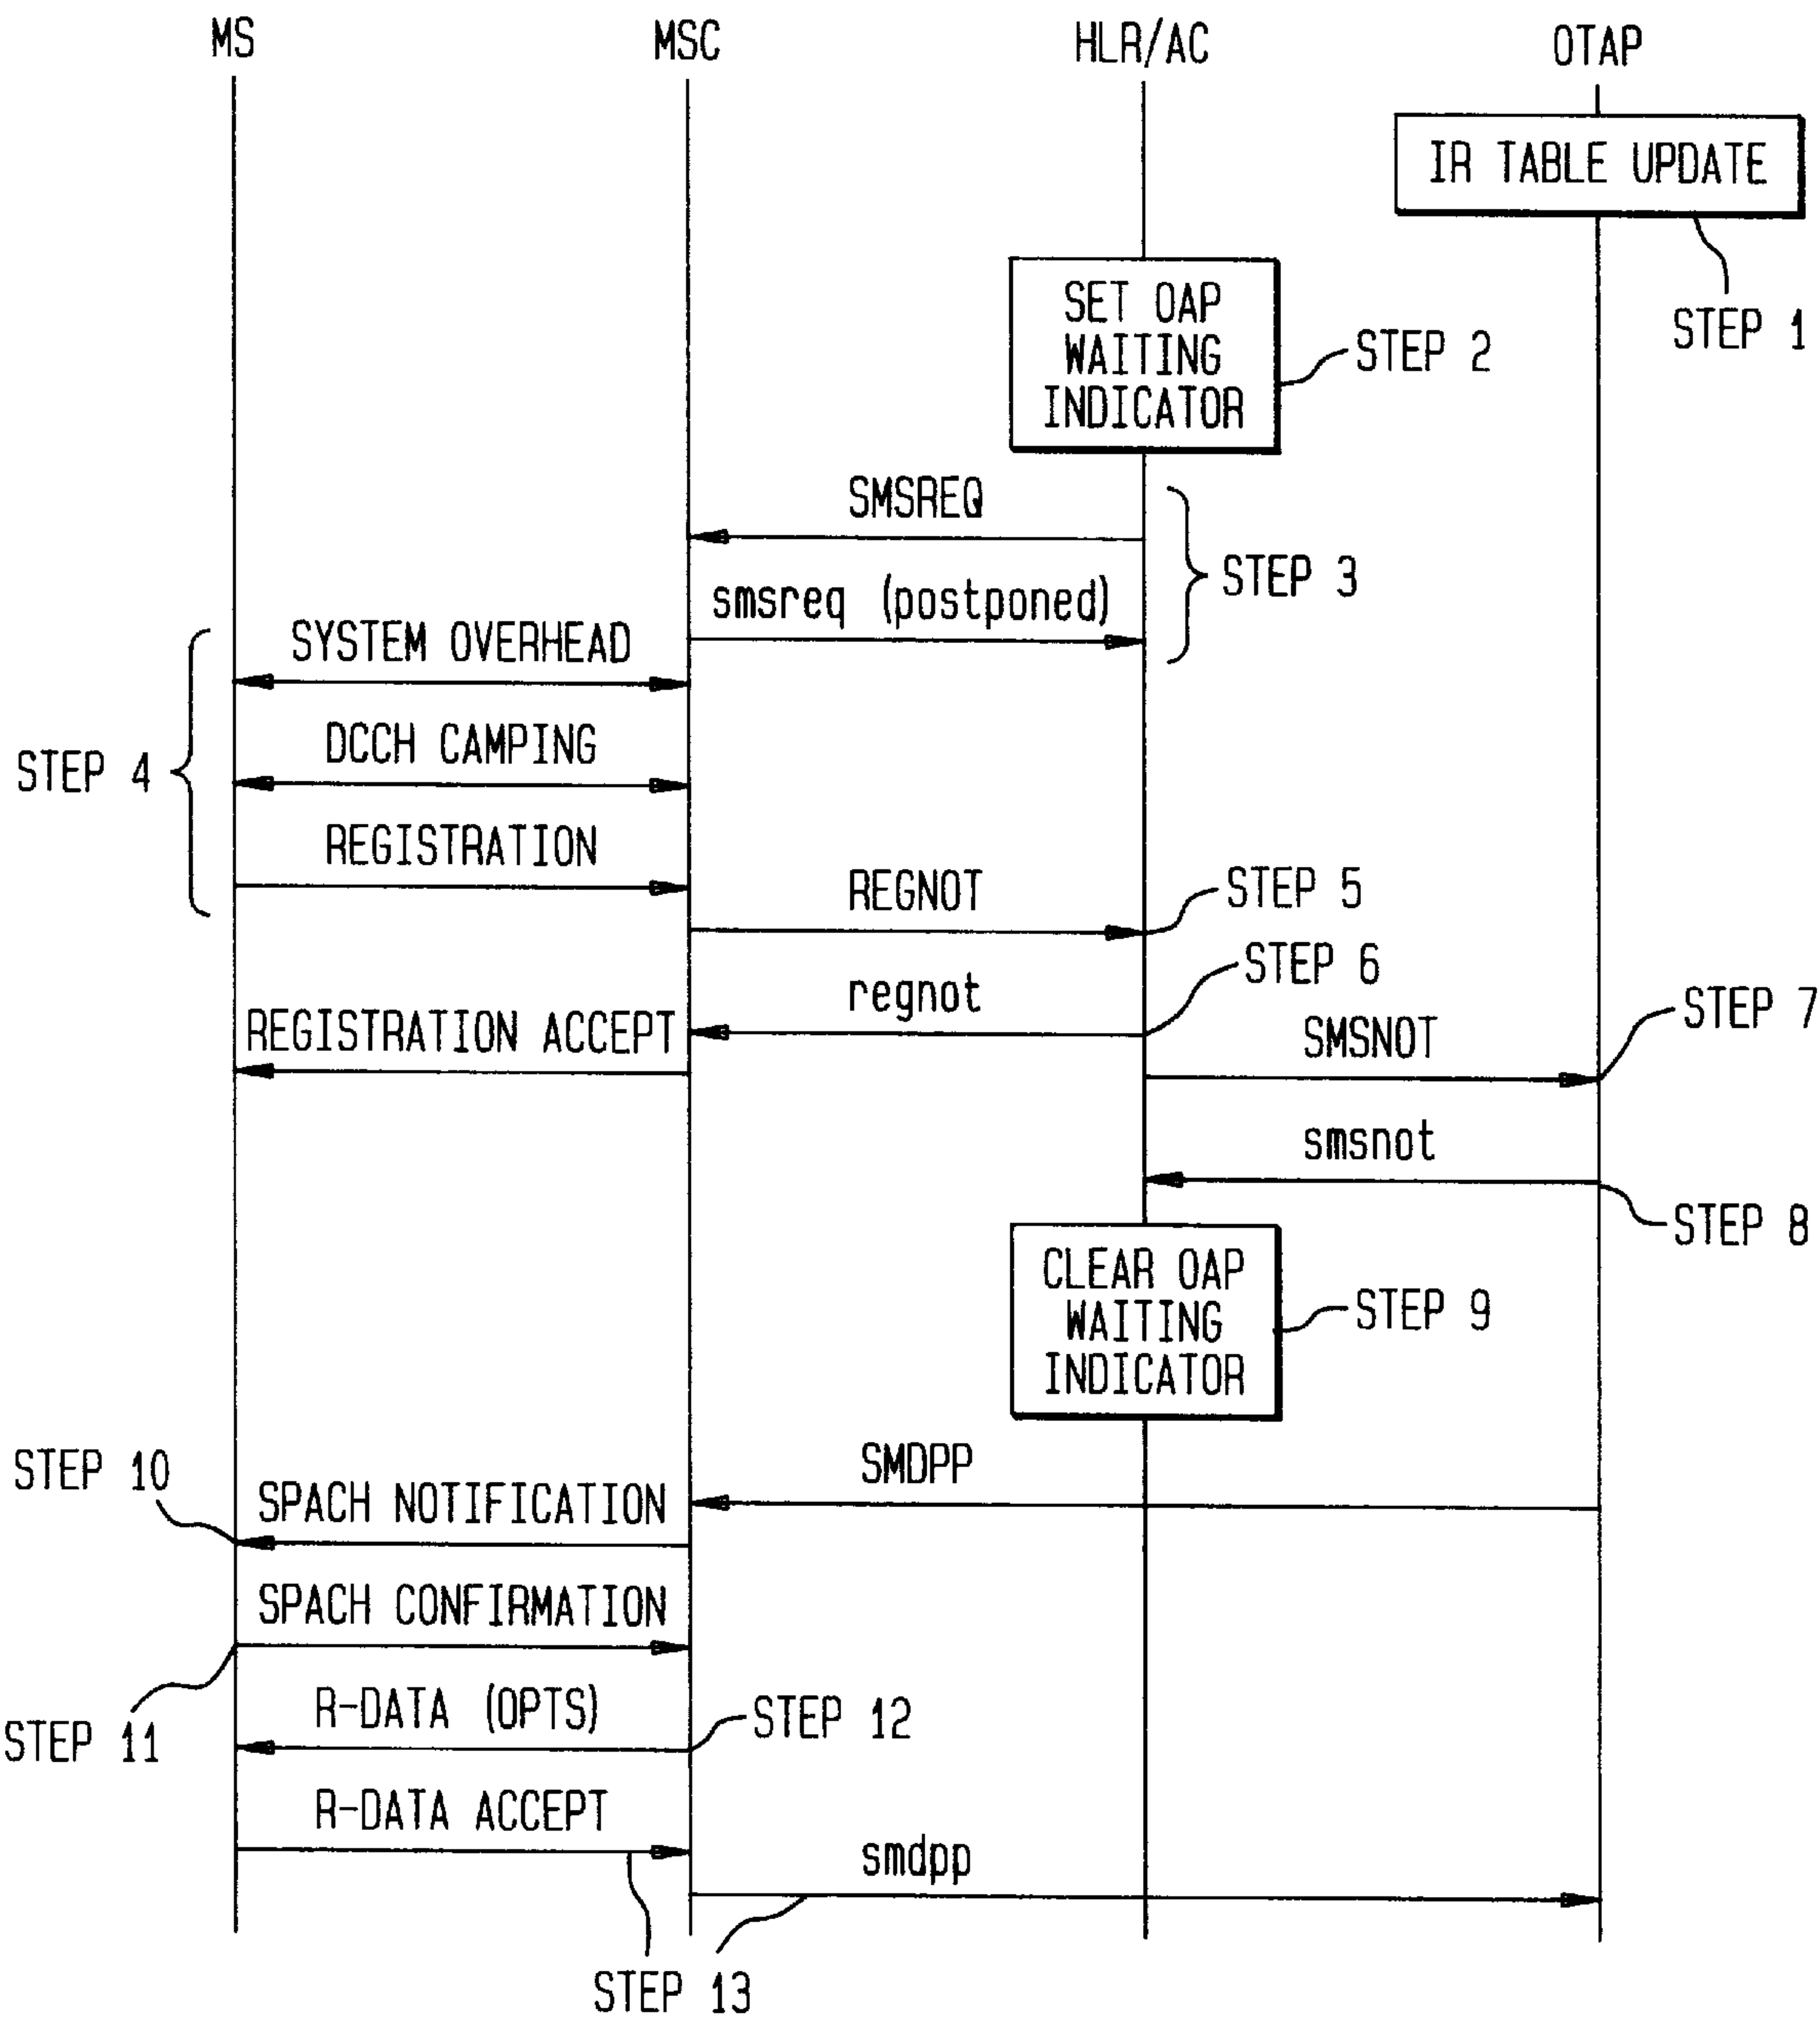 MS
MSC
HLR/AC
OTAP
IR TABLE UPDATE
STEP 1
SET OAP
WAITING
INDICATOR
STEP 2
SMSREQ
STEP 3
smsreq (postponed)
SYSTEM OVERHEAD
DCCH CAMPING
STEP 4
REGISTRATION
REGNOT
STEP 5
regnot
STEP 6
REGISTRATION ACCEPT
SMSNOT
STEP 7
smsnot
STEP 8
CLEAR OAP
WAITING
INDICATOR
STEP 9
SMDPP
STEP 10
SPACH NOTIFICATION
SPACH CONFIRMATION
STEP 11
R-DATA (OPTS)
STEP 12
R-DATA ACCEPT
smdpp
STEP 13